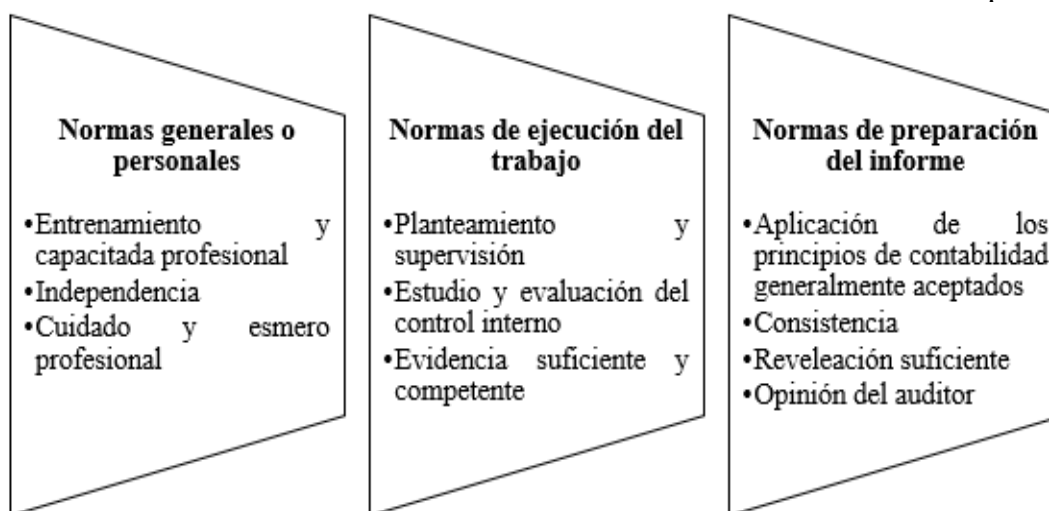 Normas generales o
personales
•Entrenamiento y
capacitada profesional
•Independencia
•Cuidado y esmero
profesional
Normas de ejecución del
trabajo
•Planteamiento y
supervisión
•Estudio y evaluación del
control interno
•Evidencia suficiente y
competente
Normas de preparación
del informe
•Aplicación de los
principios de contabilidad
generalmente aceptados
•Consistencia
•Reveleación suficiente
•Opinión del auditor